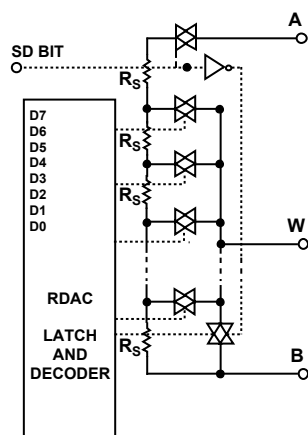 A
SD BIT
RS
D7
D6
D5
D4
D3
D2
D1
D0
RS
RS
W
RDAC
LATCH
AND
DECODER
RS
B